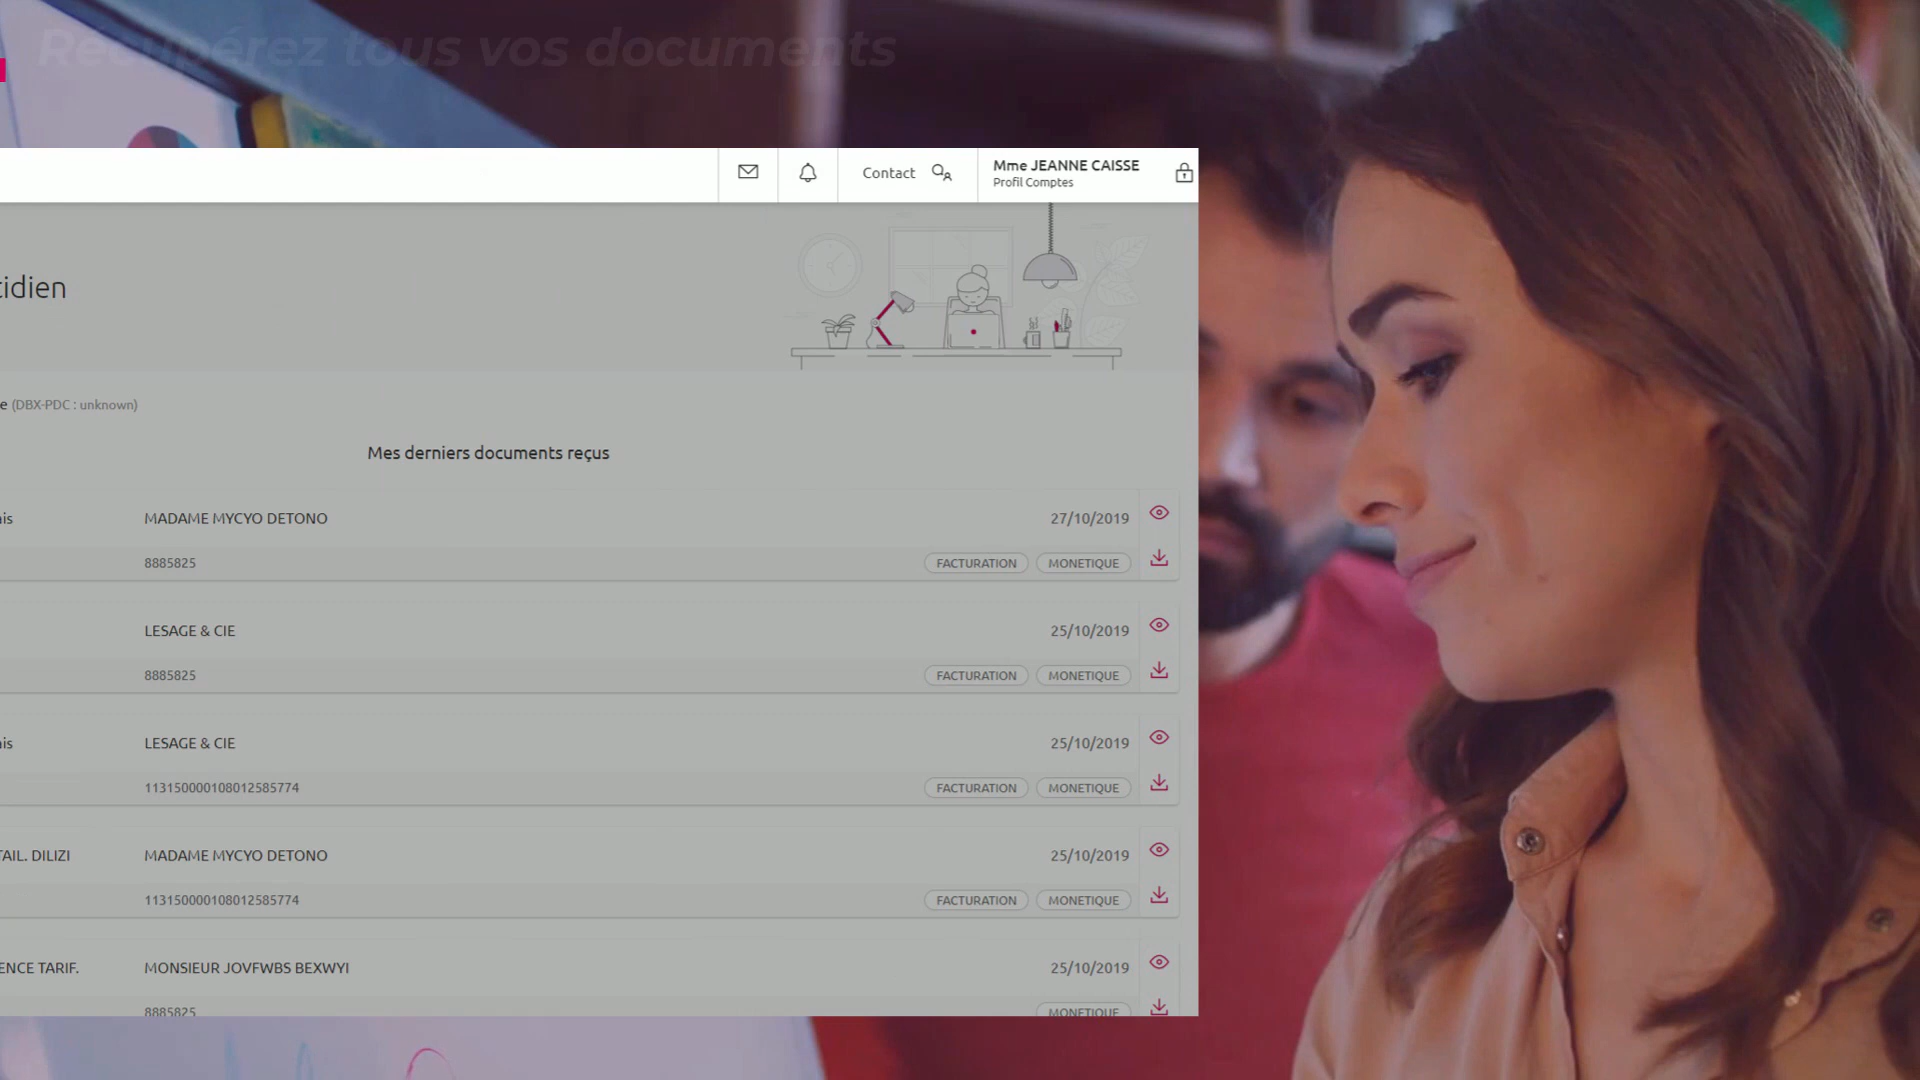 Récupérez tous vos documents
Contact
Mme JEANNE CAISSE
Profil Comptes
tidien
e (DBX-PDC : unknown)
Mes derniers documents reçus
is MADAME MYCYO DETONO 27/10/2019
8885825 FACTURATION MONETIQUE
LESAGE & CIE 25/10/2019
8885825 FACTURATION MONETIQUE
is LESAGE & CIE 25/10/2019
113150000108012585774 FACTURATION MONETIQUE
TAIL. DILIZI MADAME MYCYO DETONO 25/10/2019
113150000108012585774 FACTURATION MONETIQUE
ENCE TARIF. MONSIEUR JOVFWBS BEXWYI 25/10/2019
8885825 MONETIQUE